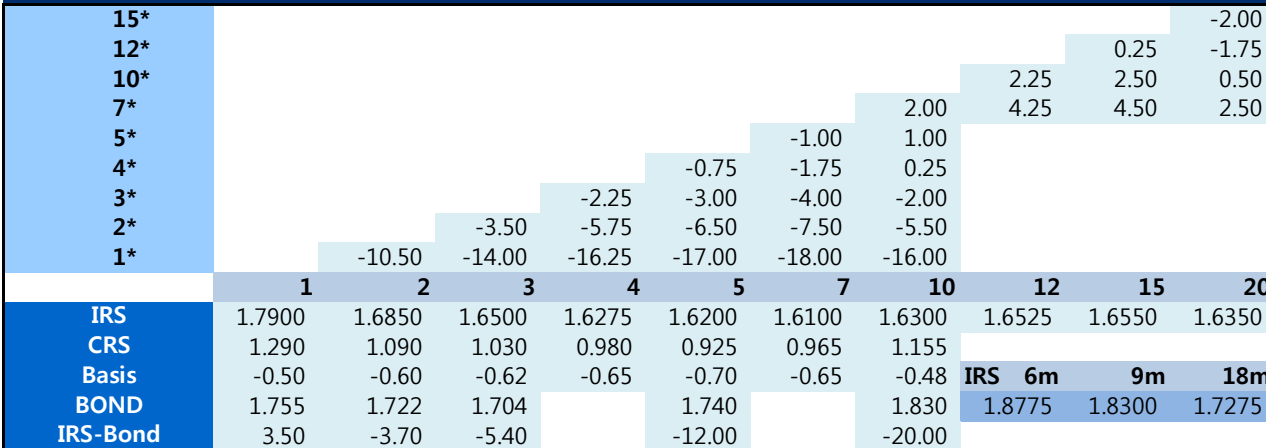 15* -2.00
12* 0.25 -1.75
10* 2.25 2.50 0.50
7* 2.00 4.25 4.50 2.50
5* -1.00 1.00
4* -0.75 -1.75 0.25
3* -2.25 -3.00 -4.00 -2.00
2* -3.50 -5.75 -6.50 -7.50 -5.50
1* -10.50 -14.00 -16.25 -17.00 -18.00 -16.00
1 2 3 4 5 7 10 12 15 20
IRS 1.7900 1.6850 1.6500 1.6275 1.6200 1.6100 1.6300 1.6525 1.6550 1.6350
CRS 1.290 1.090 1.030 0.980 0.925 0.965 1.155
Basis -0.50 -0.60 -0.62 -0.65 -0.70 -0.65 -0.48 IRS 6m 9m 18m
BOND 1.755 1.722 1.704 1.740 1.830 1.8775 1.8300 1.7275
IRS-Bond 3.50 -3.70 -5.40 -12.00 -20.00